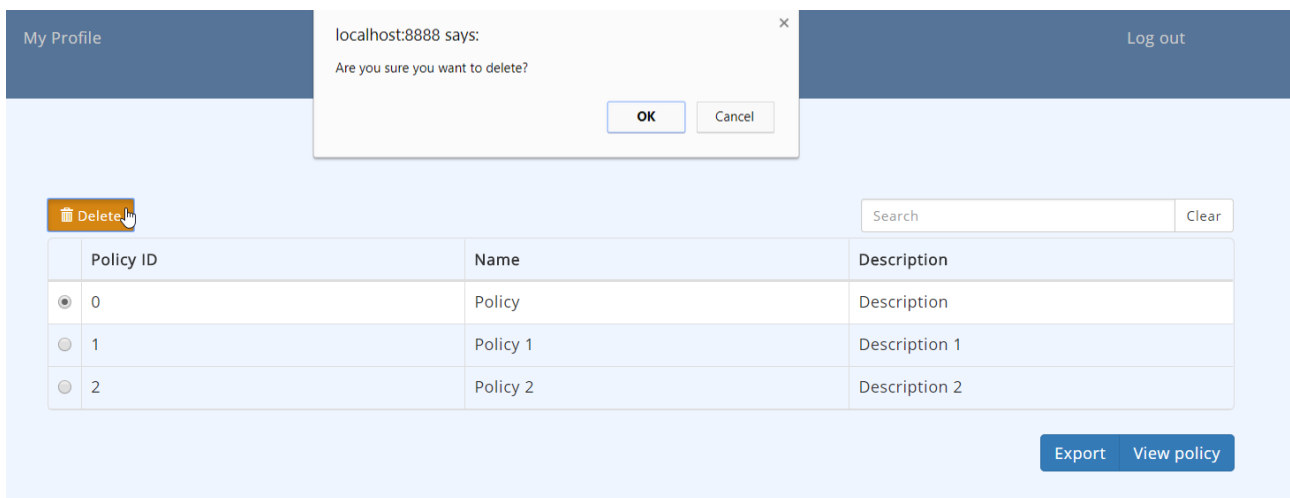 My Profile
localhost:8888 says:
Log out
Are you sure you want to delete?
OK Cancel
Delete
Search Clear
Policy ID Name Description
0 Policy Description
1 Policy 1 Description 1
2 Policy 2 Description 2
Export View policy